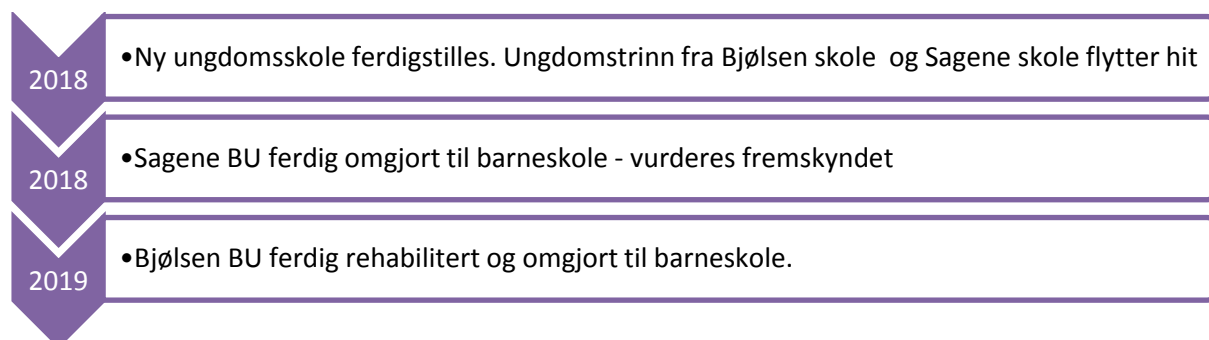 2018
•Ny ungdomsskole ferdigstilles. Ungdomstrinn fra Bjølsen skole  og Sagene skole flytter hit
2018
•Sagene BU ferdig omgjort til barneskole - vurderes fremskyndet
2019
•Bjølsen BU ferdig rehabilitert og omgjort til barneskole.